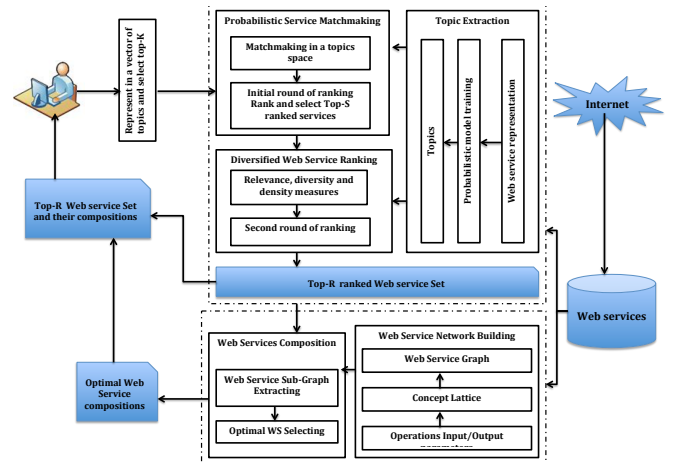 Represent in a vector of
topics and select top-K
Probabilistic Service Matchmaking
Matchmaking in a topics
space
Initial round of ranking
Rank and select Top-S
ranked services
Diversified Web Service Ranking
Relevance, diversity and
density measures
Second round of ranking
Topic Extraction
Topics
Probabilistic model training
Web service representation
Internet
Web services
Top-R Web service Set
and their compositions
Top-R ranked Web service Set
Web Services Composition
Web Service Sub-Graph
Extracting
Optimal WS Selecting
Web Service Network Building
Web Service Graph
Concept Lattice
Operations Input/Output
parameters
Optimal Web
Service
compositions